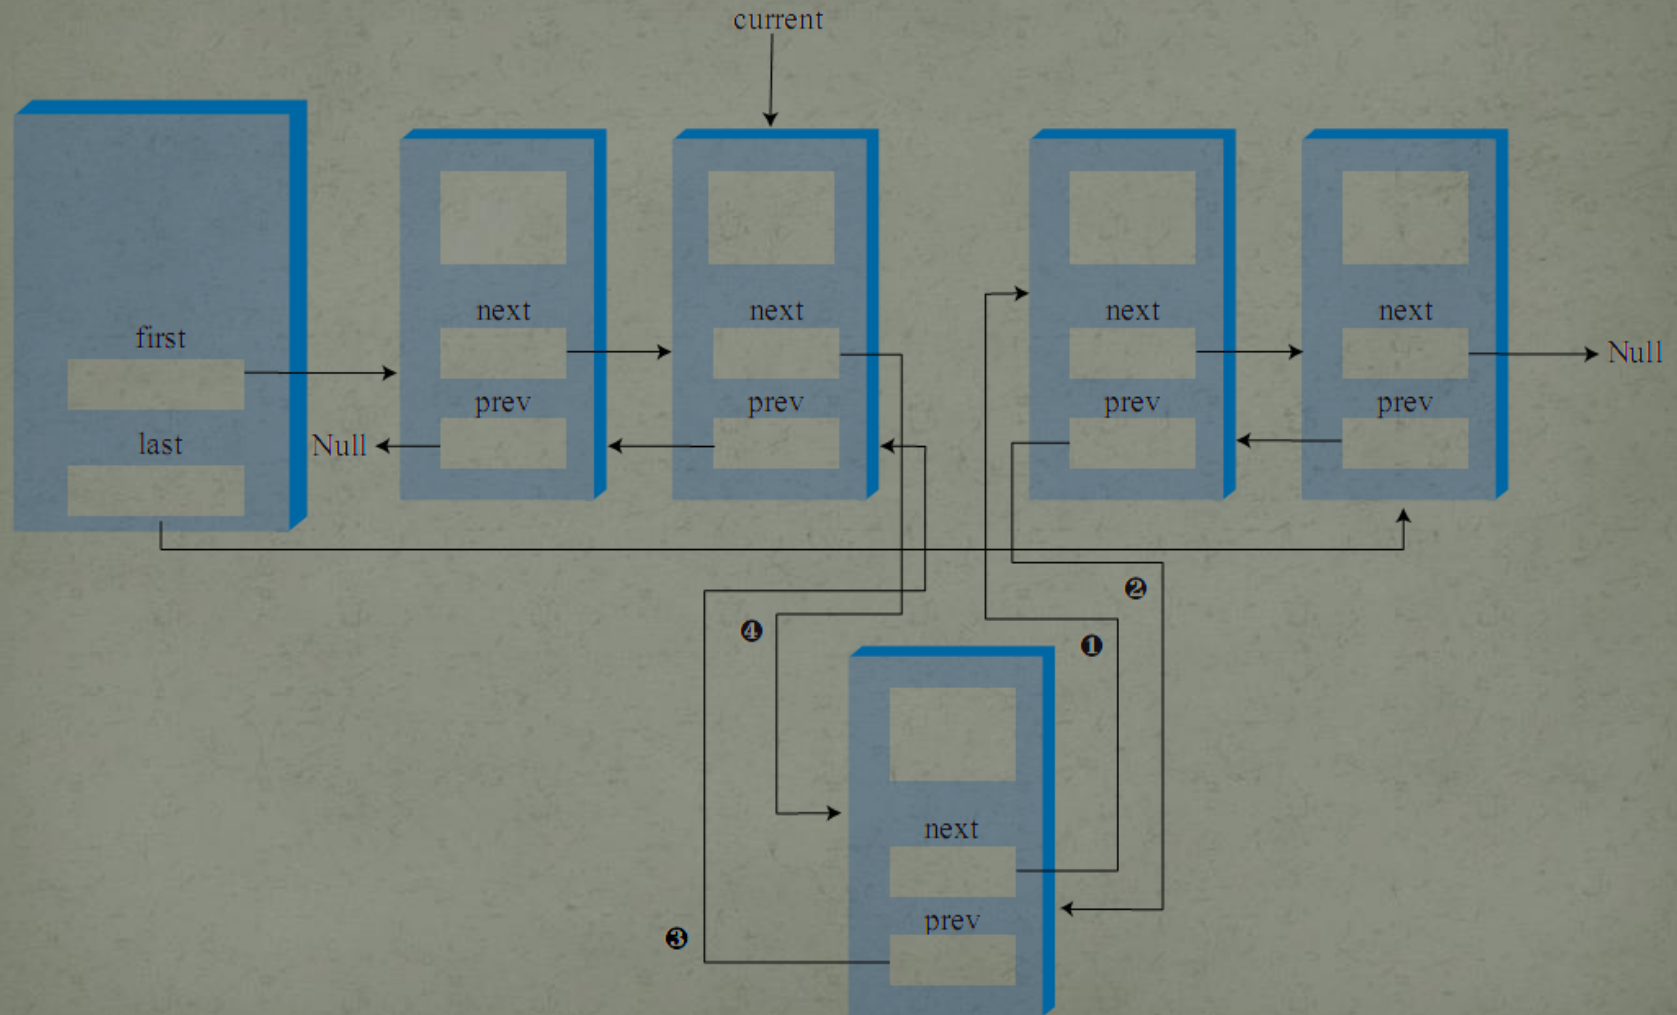 current
first
last
Null
next
prev
next
prev
next
prev
next
prev
Null
❹
❷
❶
❸
next
prev